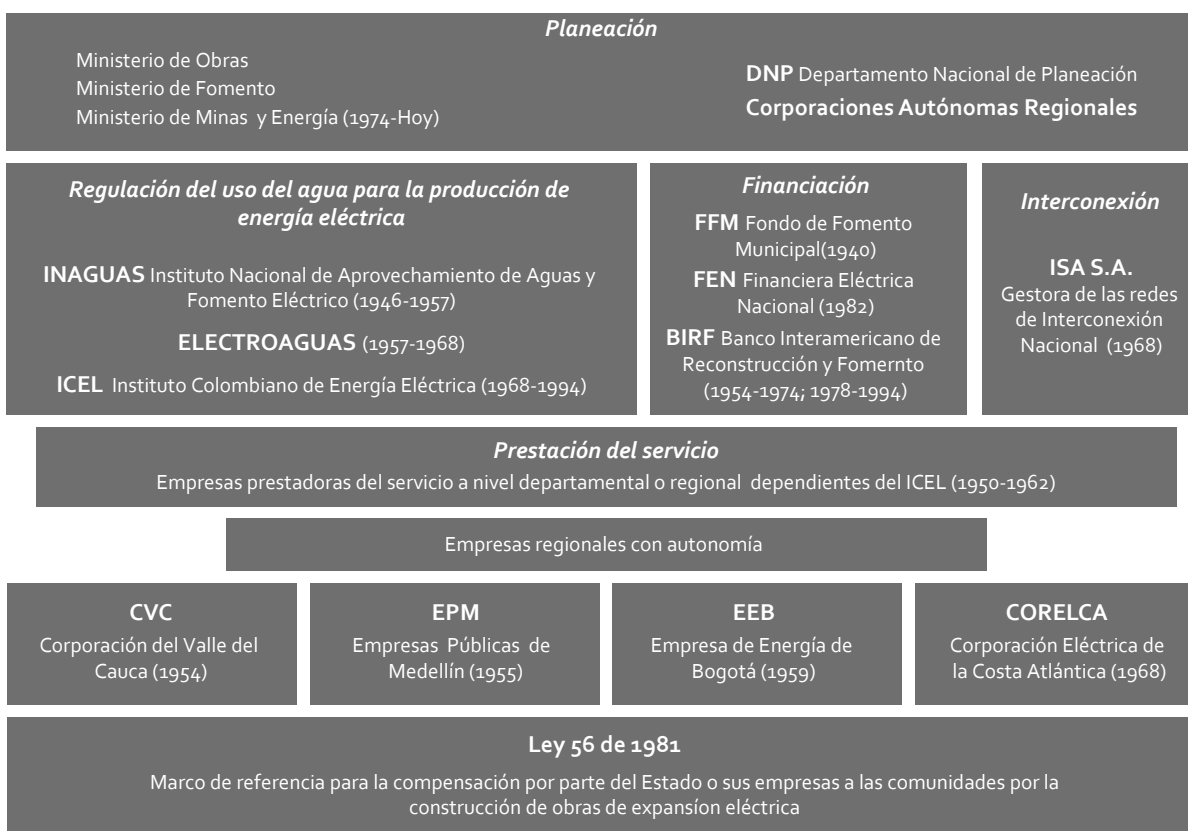 Planeación
Ministerio de Obras
Ministerio de Fomento
Ministerio de Minas y Energía (1974-Hoy)
DNP Departamento Nacional de Planeación
Corporaciones Autónomas Regionales
Regulación del uso del agua para la producción de
energía eléctrica
INAGUAS Instituto Nacional de Aprovechamiento de Aguas y
Fomento Eléctrico (1946-1957)
ELECTROAGUAS (1957-1968)
ICEL Instituto Colombiano de Energía Eléctrica (1968-1994)
Financiación
FFM Fondo de Fomento
Municipal(1940)
FEN Financiera Eléctrica
Nacional (1982)
BIRF Banco Interamericano de
Reconstrucción y Fomernto
(1954-1974; 1978-1994)
Interconexión
ISA S.A.
Gestora de las redes
de Interconexión
Nacional (1968)
Prestación del servicio
Empresas prestadoras del servicio a nivel departamental o regional dependientes del ICEL (1950-1962)
Empresas regionales con autonomía
CVC
Corporación del Valle del
Cauca (1954)
EPM
Empresas Públicas de
Medellín (1955)
EEB
Empresa de Energía de
Bogotá (1959)
CORELCA
Corporación Eléctrica de
la Costa Atlántica (1968)
Ley 56 de 1981
Marco de referencia para la compensación por parte del Estado o sus empresas a las comunidades por la
construcción de obras de expansíon eléctrica